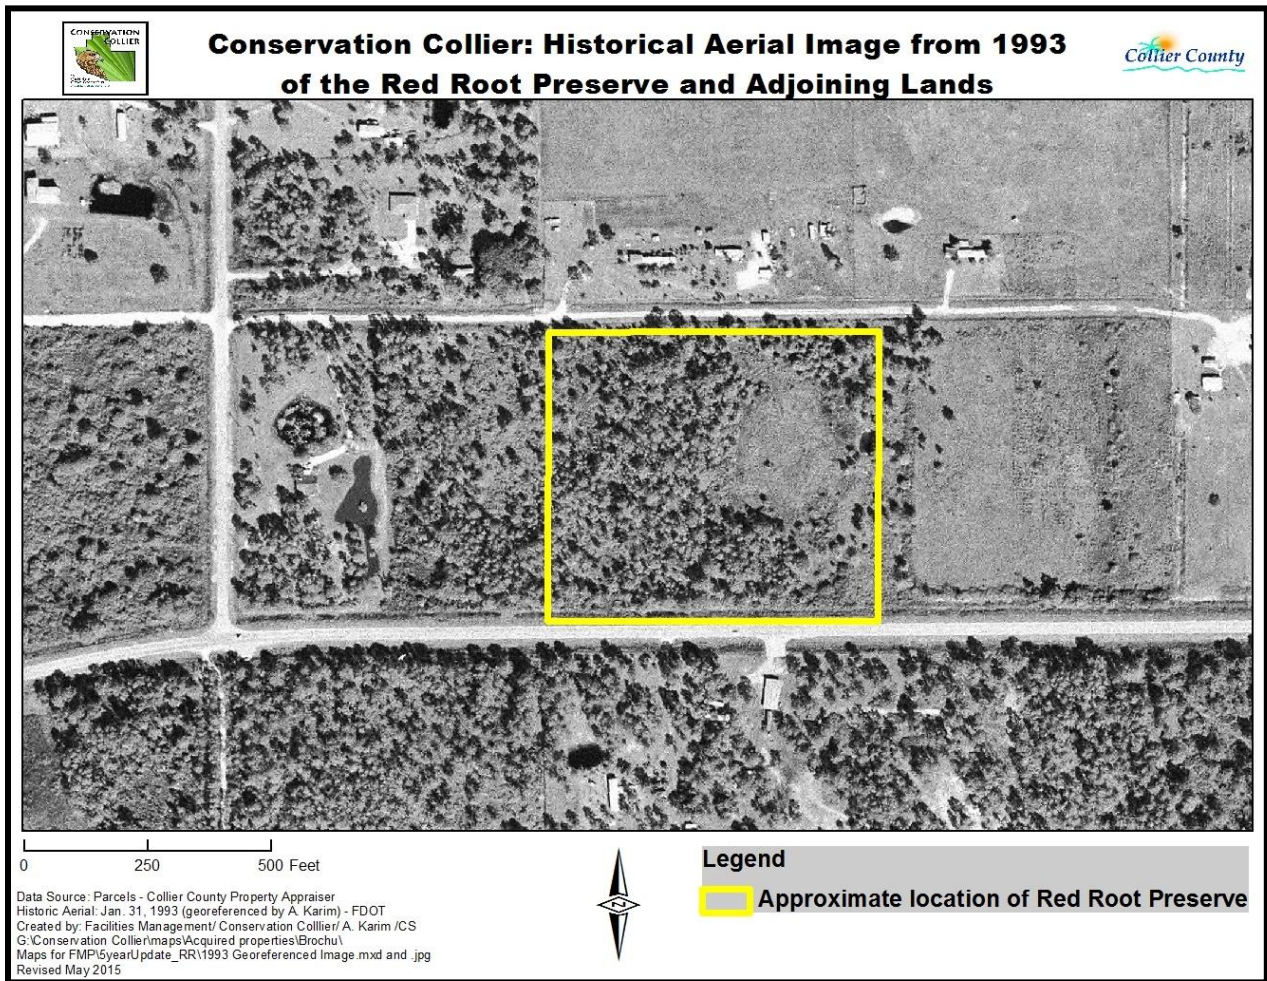 CONSERVATION
COLLIER
Conservation Collier: Historical Aerial Image from 1993
of the Red Root Preserve and Adjoining Lands
Collier County
0 250 500 Feet
N
Legend
Approximate location of Red Root Preserve
Data Source: Parcels - Collier County Property Appraiser
Historic Aerial: Jan. 31, 1993 (georeferenced by A. Karim) - FDOT
Created by: Facilities Management/ Conservation Colllier/ A. Karim /CS
G:\Conservation Collier\maps\Acquired properties\Brochu\
Maps for FMP\5yearUpdate_RR\1993 Georeferenced Image.mxd and .jpg
Revised May 2015